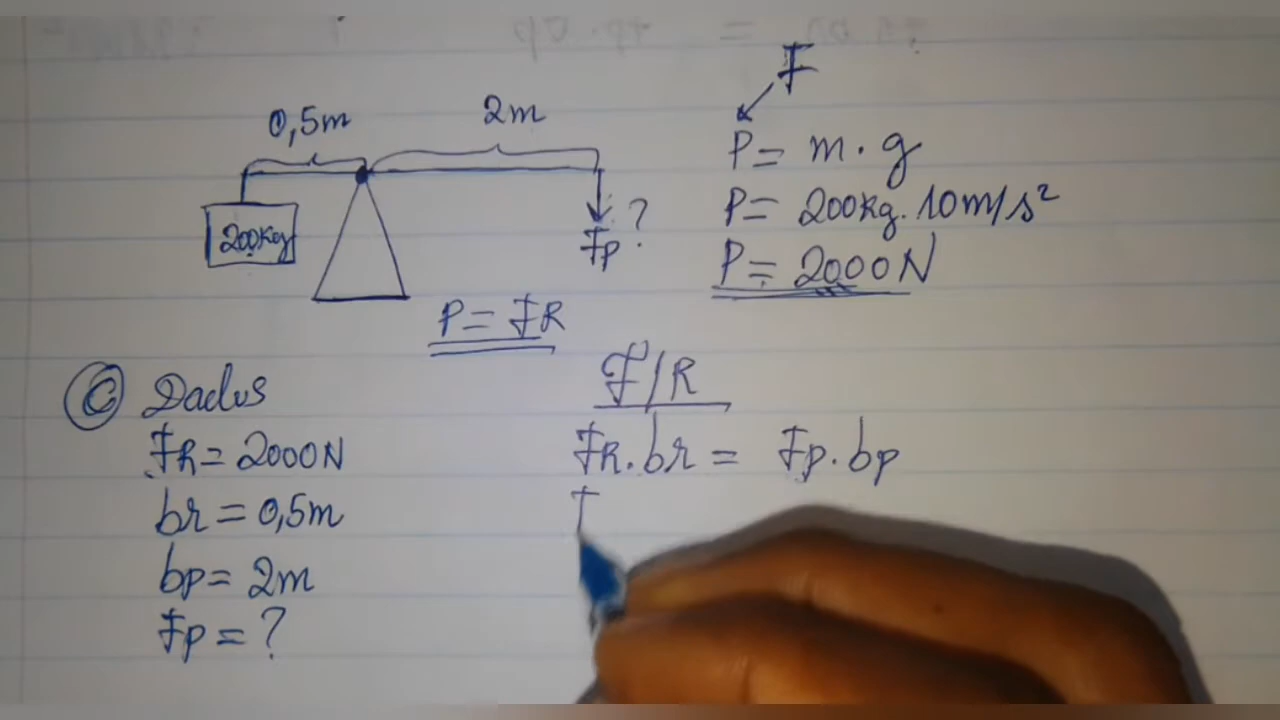 0,5m
2m
F
P = m.g
P = 200kg.10m/s²
P = 2000N
200kg
Fp?
P = FR
C Dados
F/R
FR = 2000N
FR.br = Fp.bp
br = 0,5m
F
bp = 2m
Fp = ?